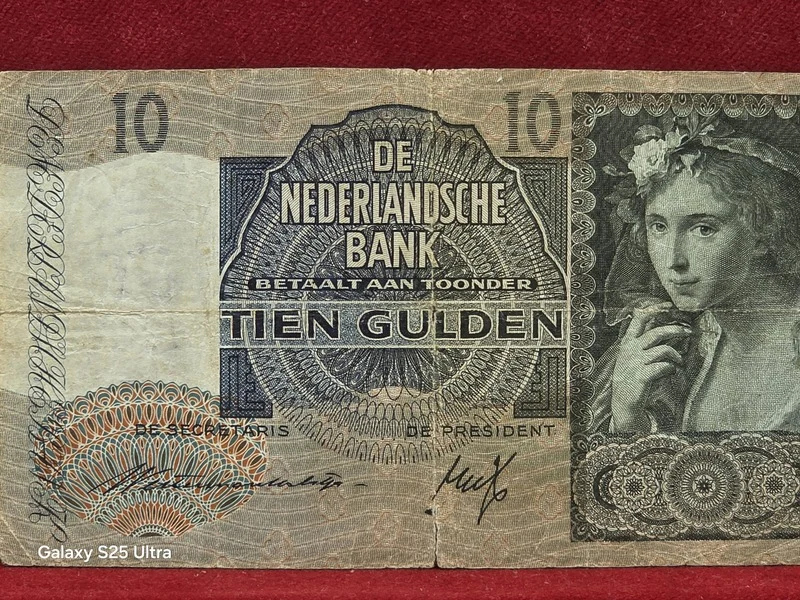 10
10
DE
NEDERLANDSCHE
BANK
BETAALT AAN TOONDER
TIEN GULDEN
DE SECRETARIS
DE PRESIDENT
Galaxy S25 Ultra